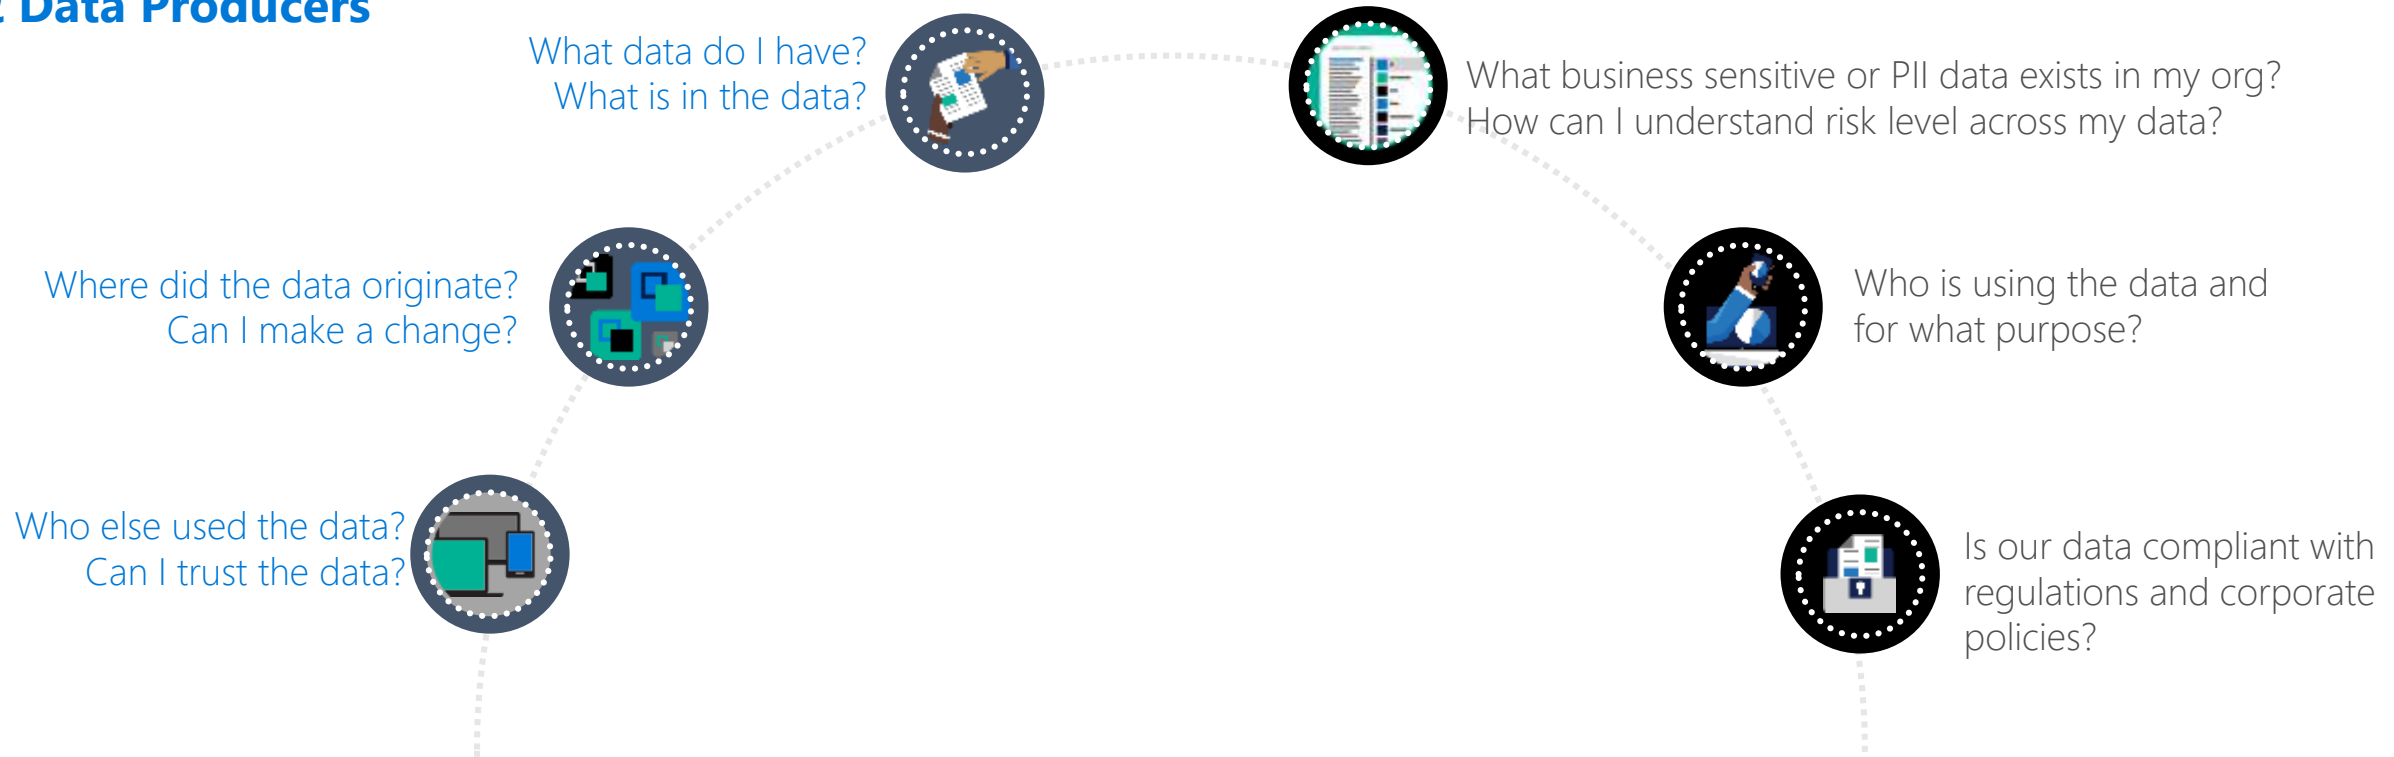 Data Producers
What data do I have?
What is in the data?
What business sensitive or PII data exists in my org?
How can I understand risk level across my data?
Where did the data originate?
Can I make a change?
Who is using the data and
for what purpose?
Who else used the data?
Can I trust the data?
Is our data compliant with
regulations and corporate
policies?